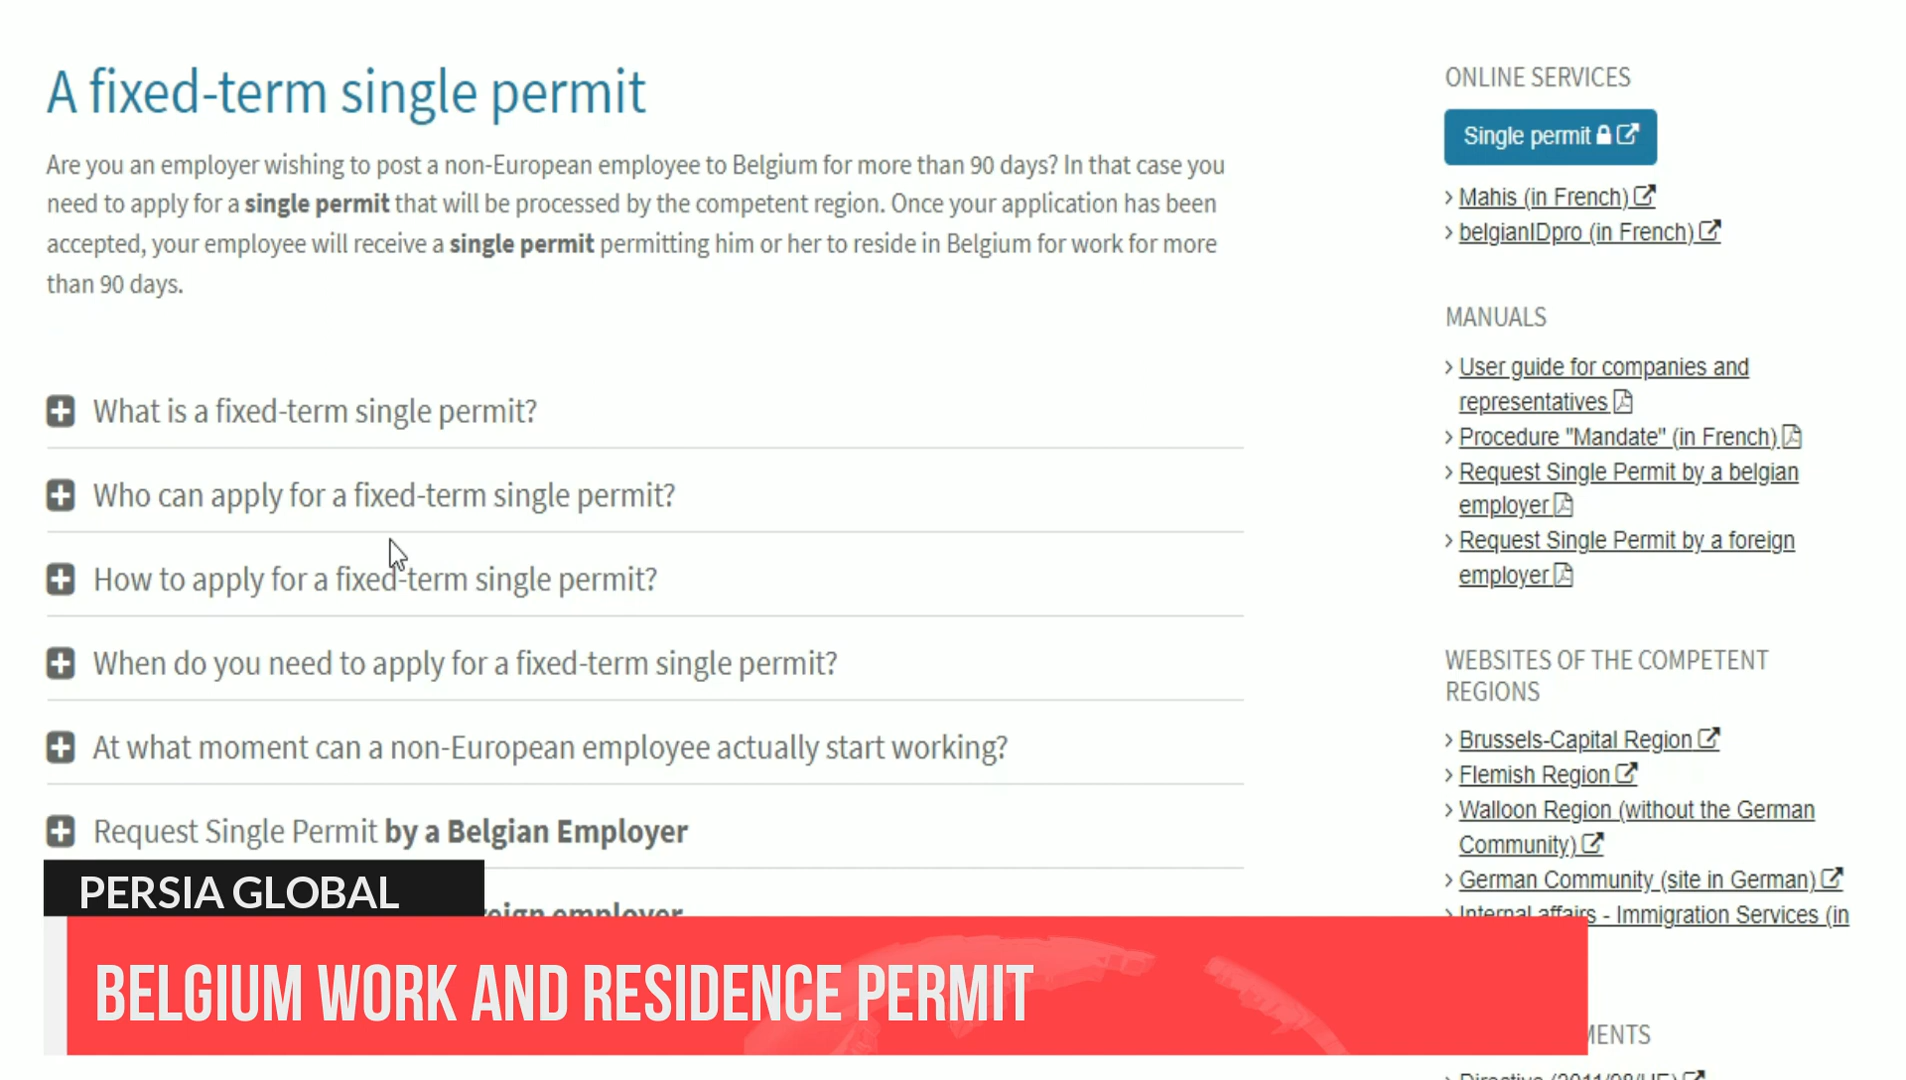 A fixed-term single permit
Are you an employer wishing to post a non-European employee to Belgium for more than 90 days? In that case you
need to apply for a single permit that will be processed by the competent region. Once your application has been
accepted, your employee will receive a single permit permitting him or her to reside in Belgium for work for more
than 90 days.
What is a fixed-term single permit?
Who can apply for a fixed-term single permit?
How to apply for a fixed-term single permit?
When do you need to apply for a fixed-term single permit?
At what moment can a non-European employee actually start working?
Request Single Permit by a Belgian Employer
employer
PERSIA GLOBAL
BELGIUM WORK AND RESIDENCE PERMIT
ONLINE SERVICES
Single permit
Mahis (in French)
belgianIDpro (in French)
MANUALS
User guide for companies and
representatives
Procedure "Mandate" (in French)
Request Single Permit by a belgian
employer
Request Single Permit by a foreign
employer
WEBSITES OF THE COMPETENT
REGIONS
Brussels-Capital Region
Flemish Region
Walloon Region (without the German
Community)
German Community (site in German)
Internal affairs - Immigration Services (in